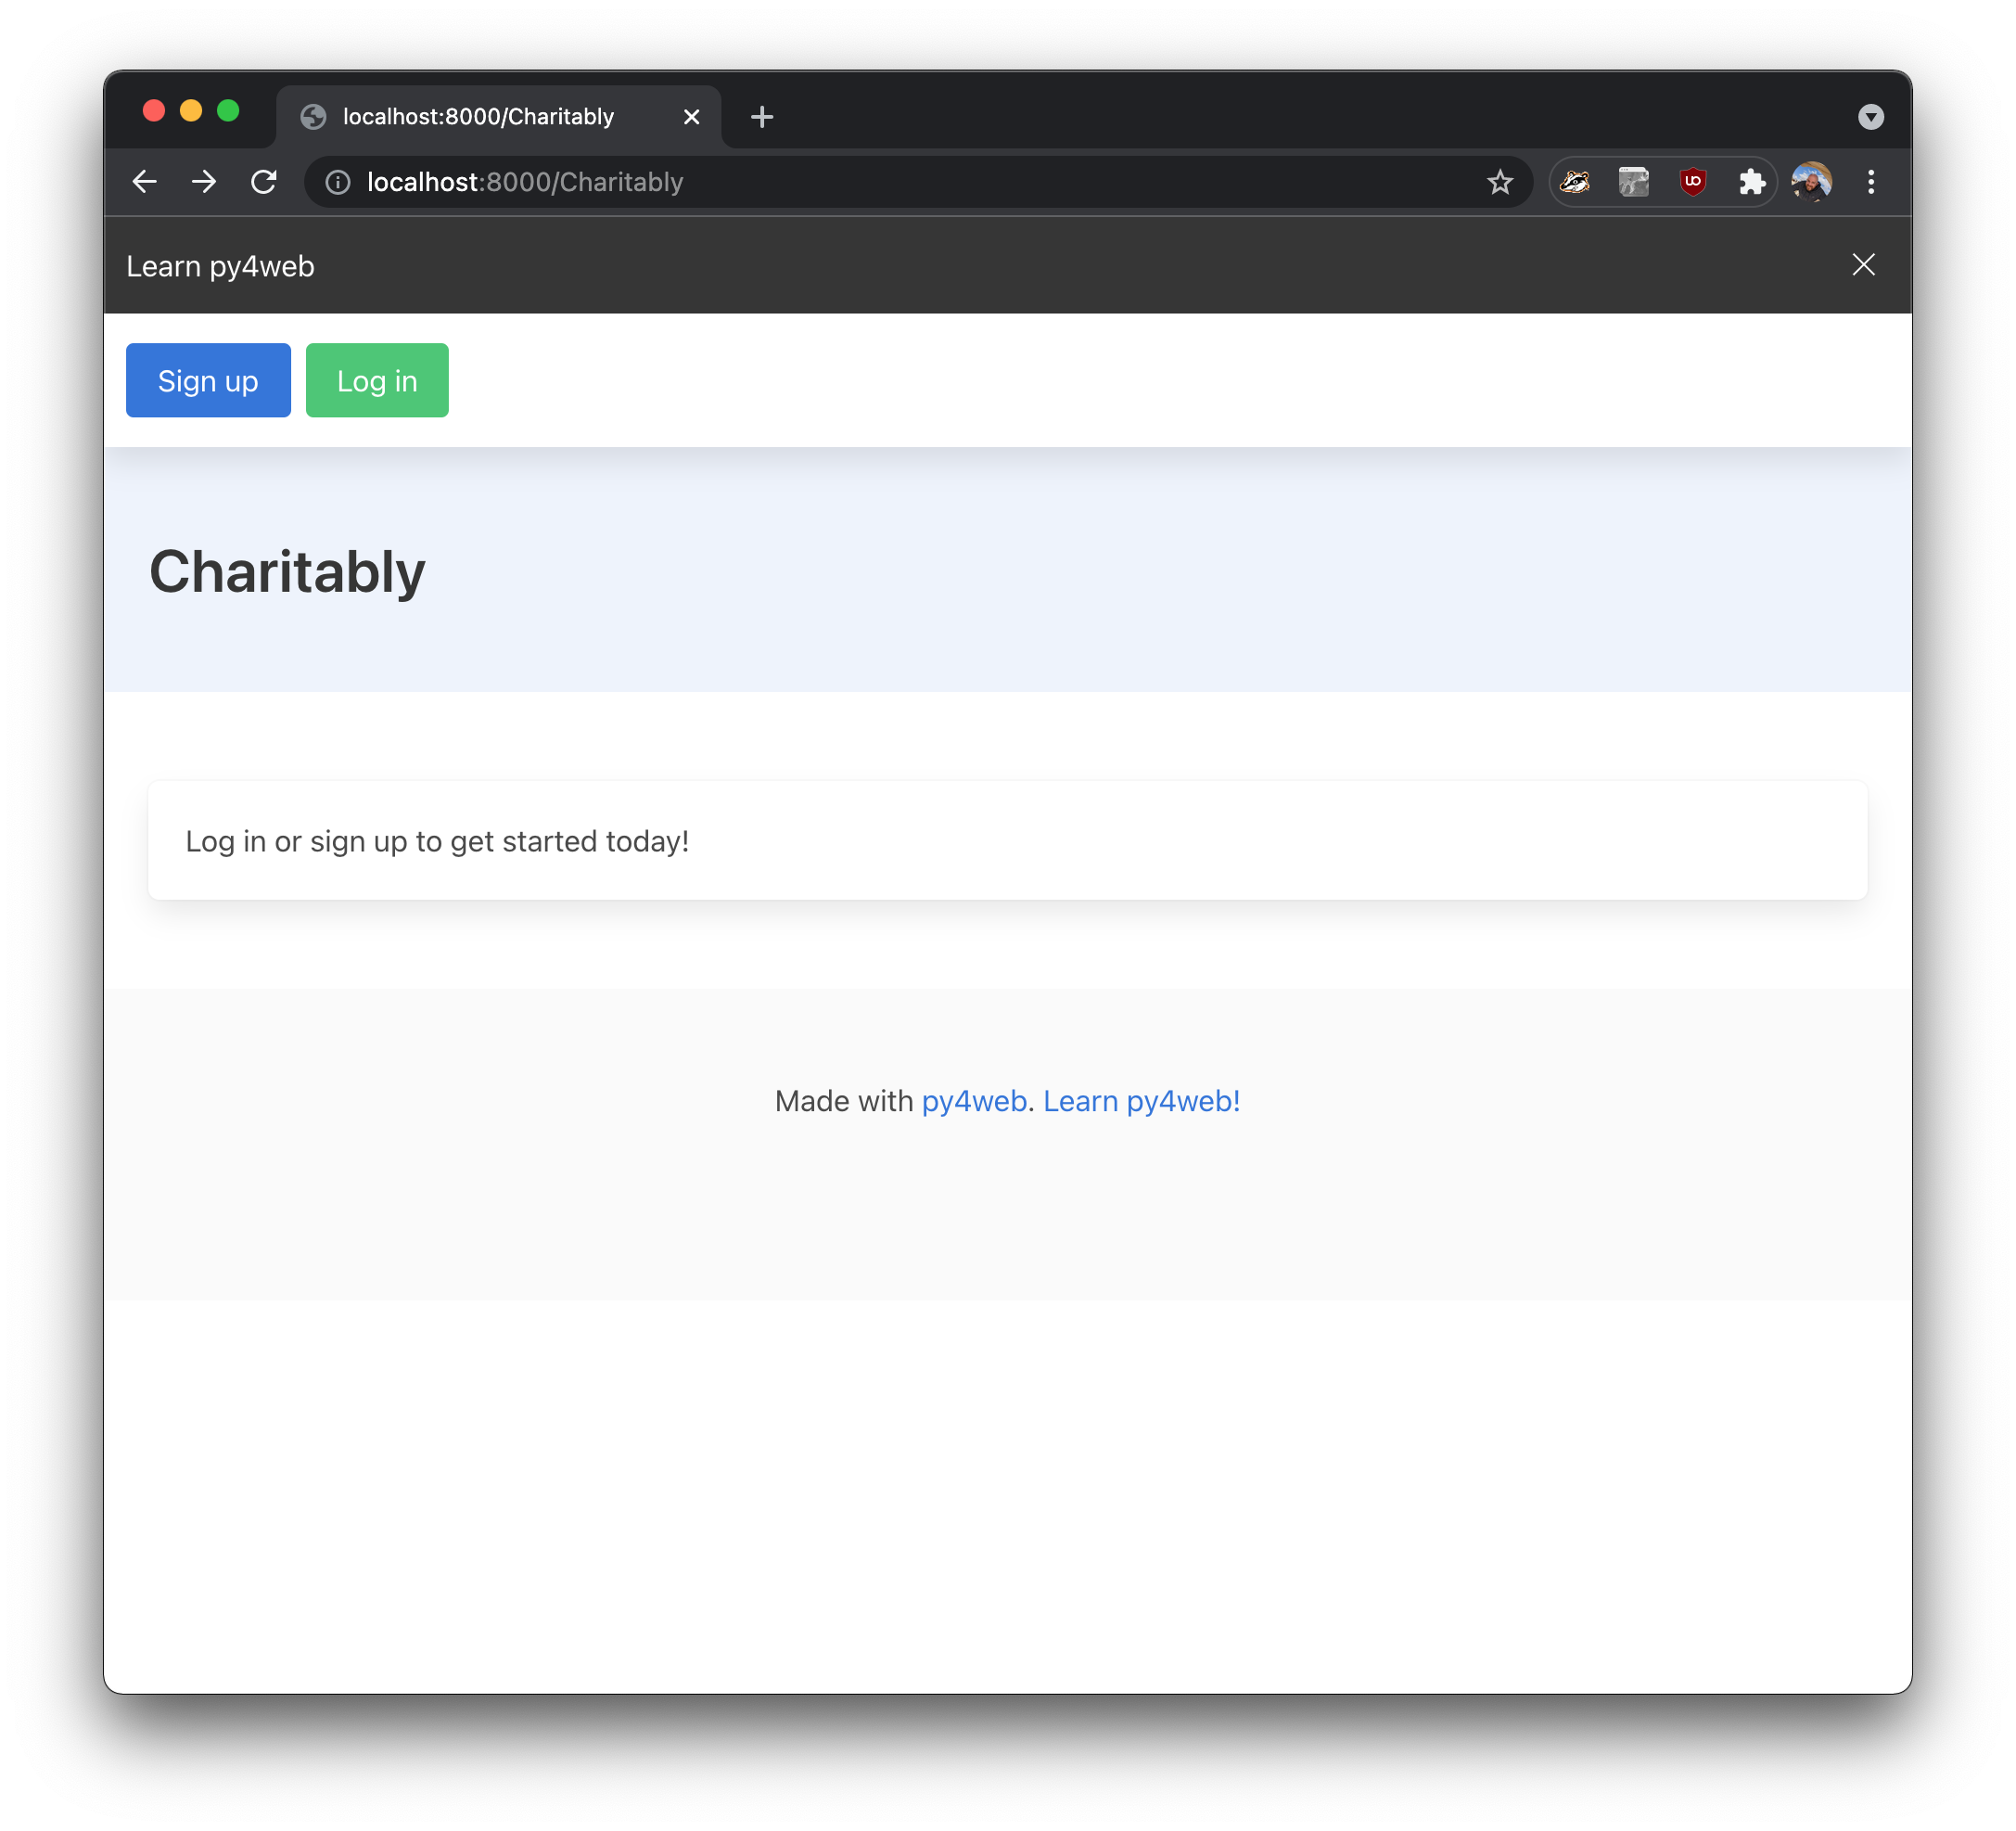 localhost:8000/Charitably
localhost:8000/Charitably
Learn py4web
Sign up Log in
Charitably
Log in or sign up to get started today!
Made with py4web. Learn py4web!